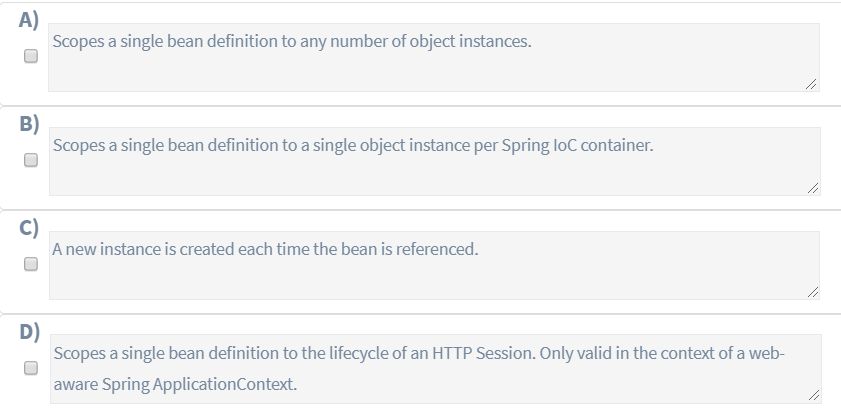 A)
Scopes a single bean definition to any number of object instances.
B)
Scopes a single bean definition to a single object instance per Spring IoC container.
C)
A new instance is created each time the bean is referenced.
D)
Scopes a single bean definition to the lifecycle of an HTTP Session. Only valid in the context of a web-
aware Spring ApplicationContext.